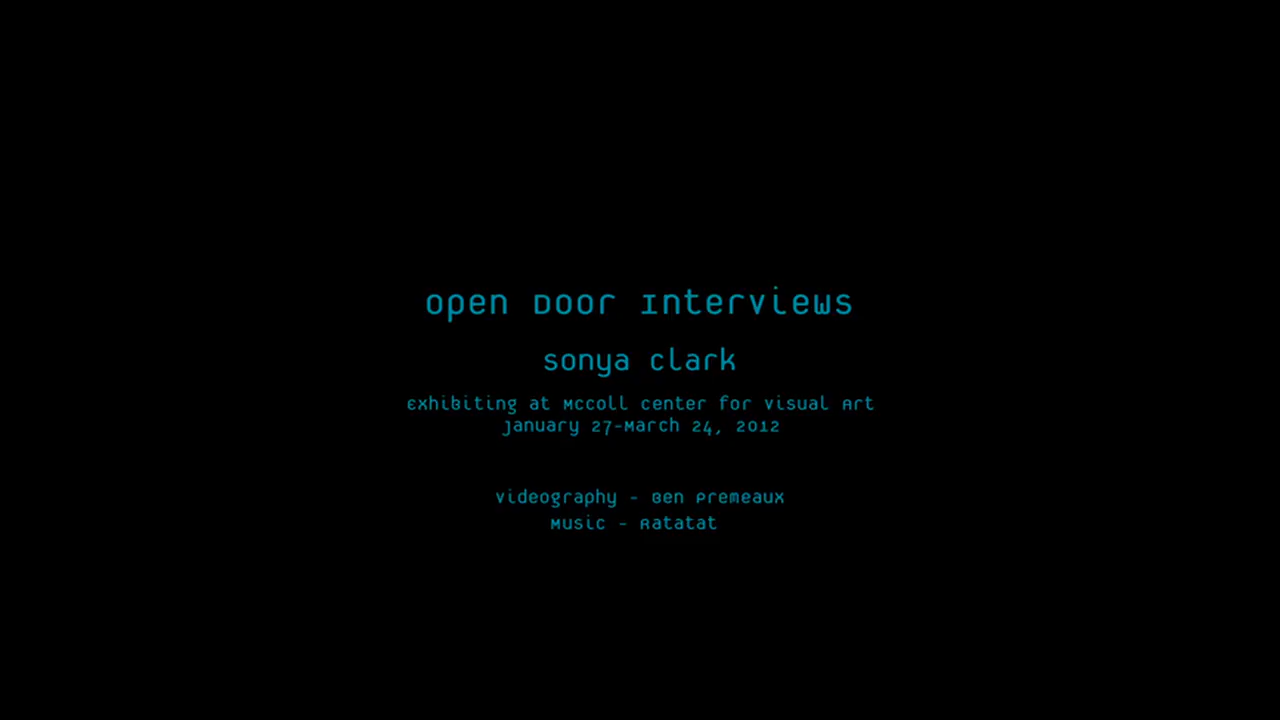 open Door Interviews
sonya clark
Exhibiting at McColl center for Visual Art
January 27-March 24, 2012
Videography - Ben Premeaux
Music - Ratatat